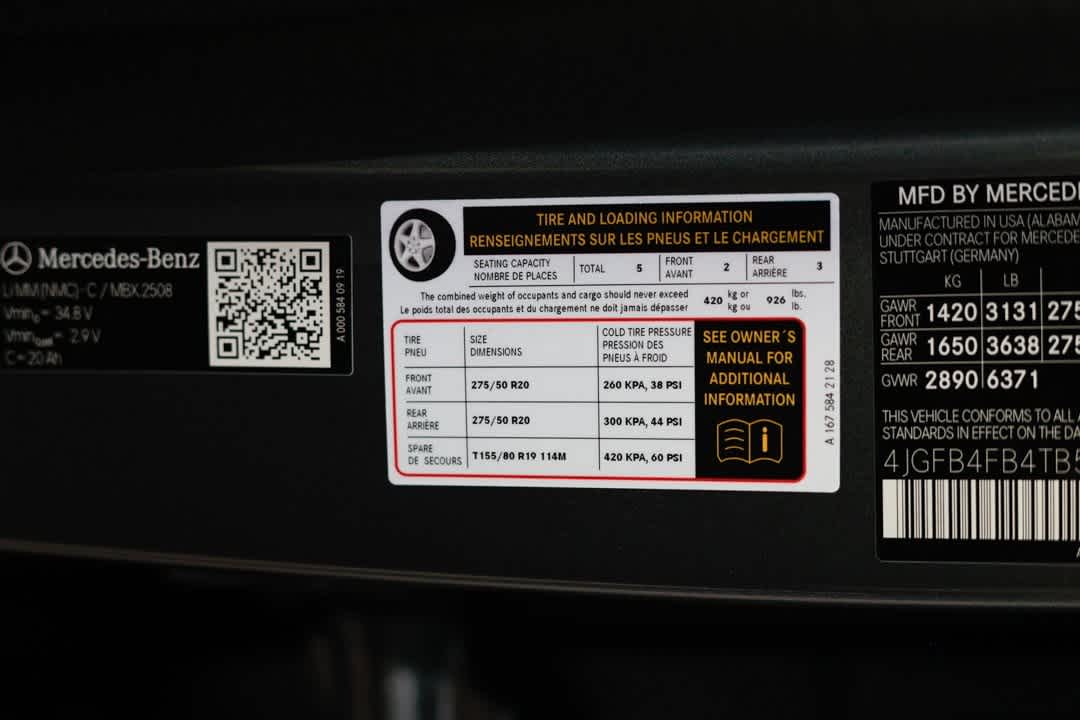 Mercedes-Benz
Li MM(NMC)-C / MBX.2508
= 34.8 V
= 2.9 V
C = 20 Ah
A 000 584 09 19
TIRE AND LOADING INFORMATION
RENSEIGNEMENTS SUR LES PNEUS ET LE CHARGEMENT
SEATING CAPACITY
NOMBRE DE PLACES
TOTAL 5
FRONT
AVANT 2
REAR
ARRIÈRE 3
The combined weight of occupants and cargo should never exceed
Le poids total des occupants et du chargement ne doit jamais dépasser
420 kg or
kg ou
926 lbs.
lb.
TIRE
PNEU
SIZE
DIMENSIONS
COLD TIRE PRESSURE
PRESSION DES
PNEUS À FROID
FRONT
AVANT
275/50 R20
260 KPA, 38 PSI
REAR
ARRIÈRE
275/50 R20
300 KPA, 44 PSI
SPARE
DE SECOURS
T155/80 R19 114M
420 KPA, 60 PSI
SEE OWNER´S
MANUAL FOR
ADDITIONAL
INFORMATION
A 167 584 21 28
MFD BY MERCED
MANUFACTURED IN USA (ALABAM
UNDER CONTRACT FOR MERCEDE
STUTTGART (GERMANY)
KG LB
GAWR
FRONT 1420 3131 275
GAWR
REAR 1650 3638 275
GVWR 2890 6371
THIS VEHICLE CONFORMS TO ALL
STANDARDS IN EFFECT ON THE DA
4JGFB4FB4TB5